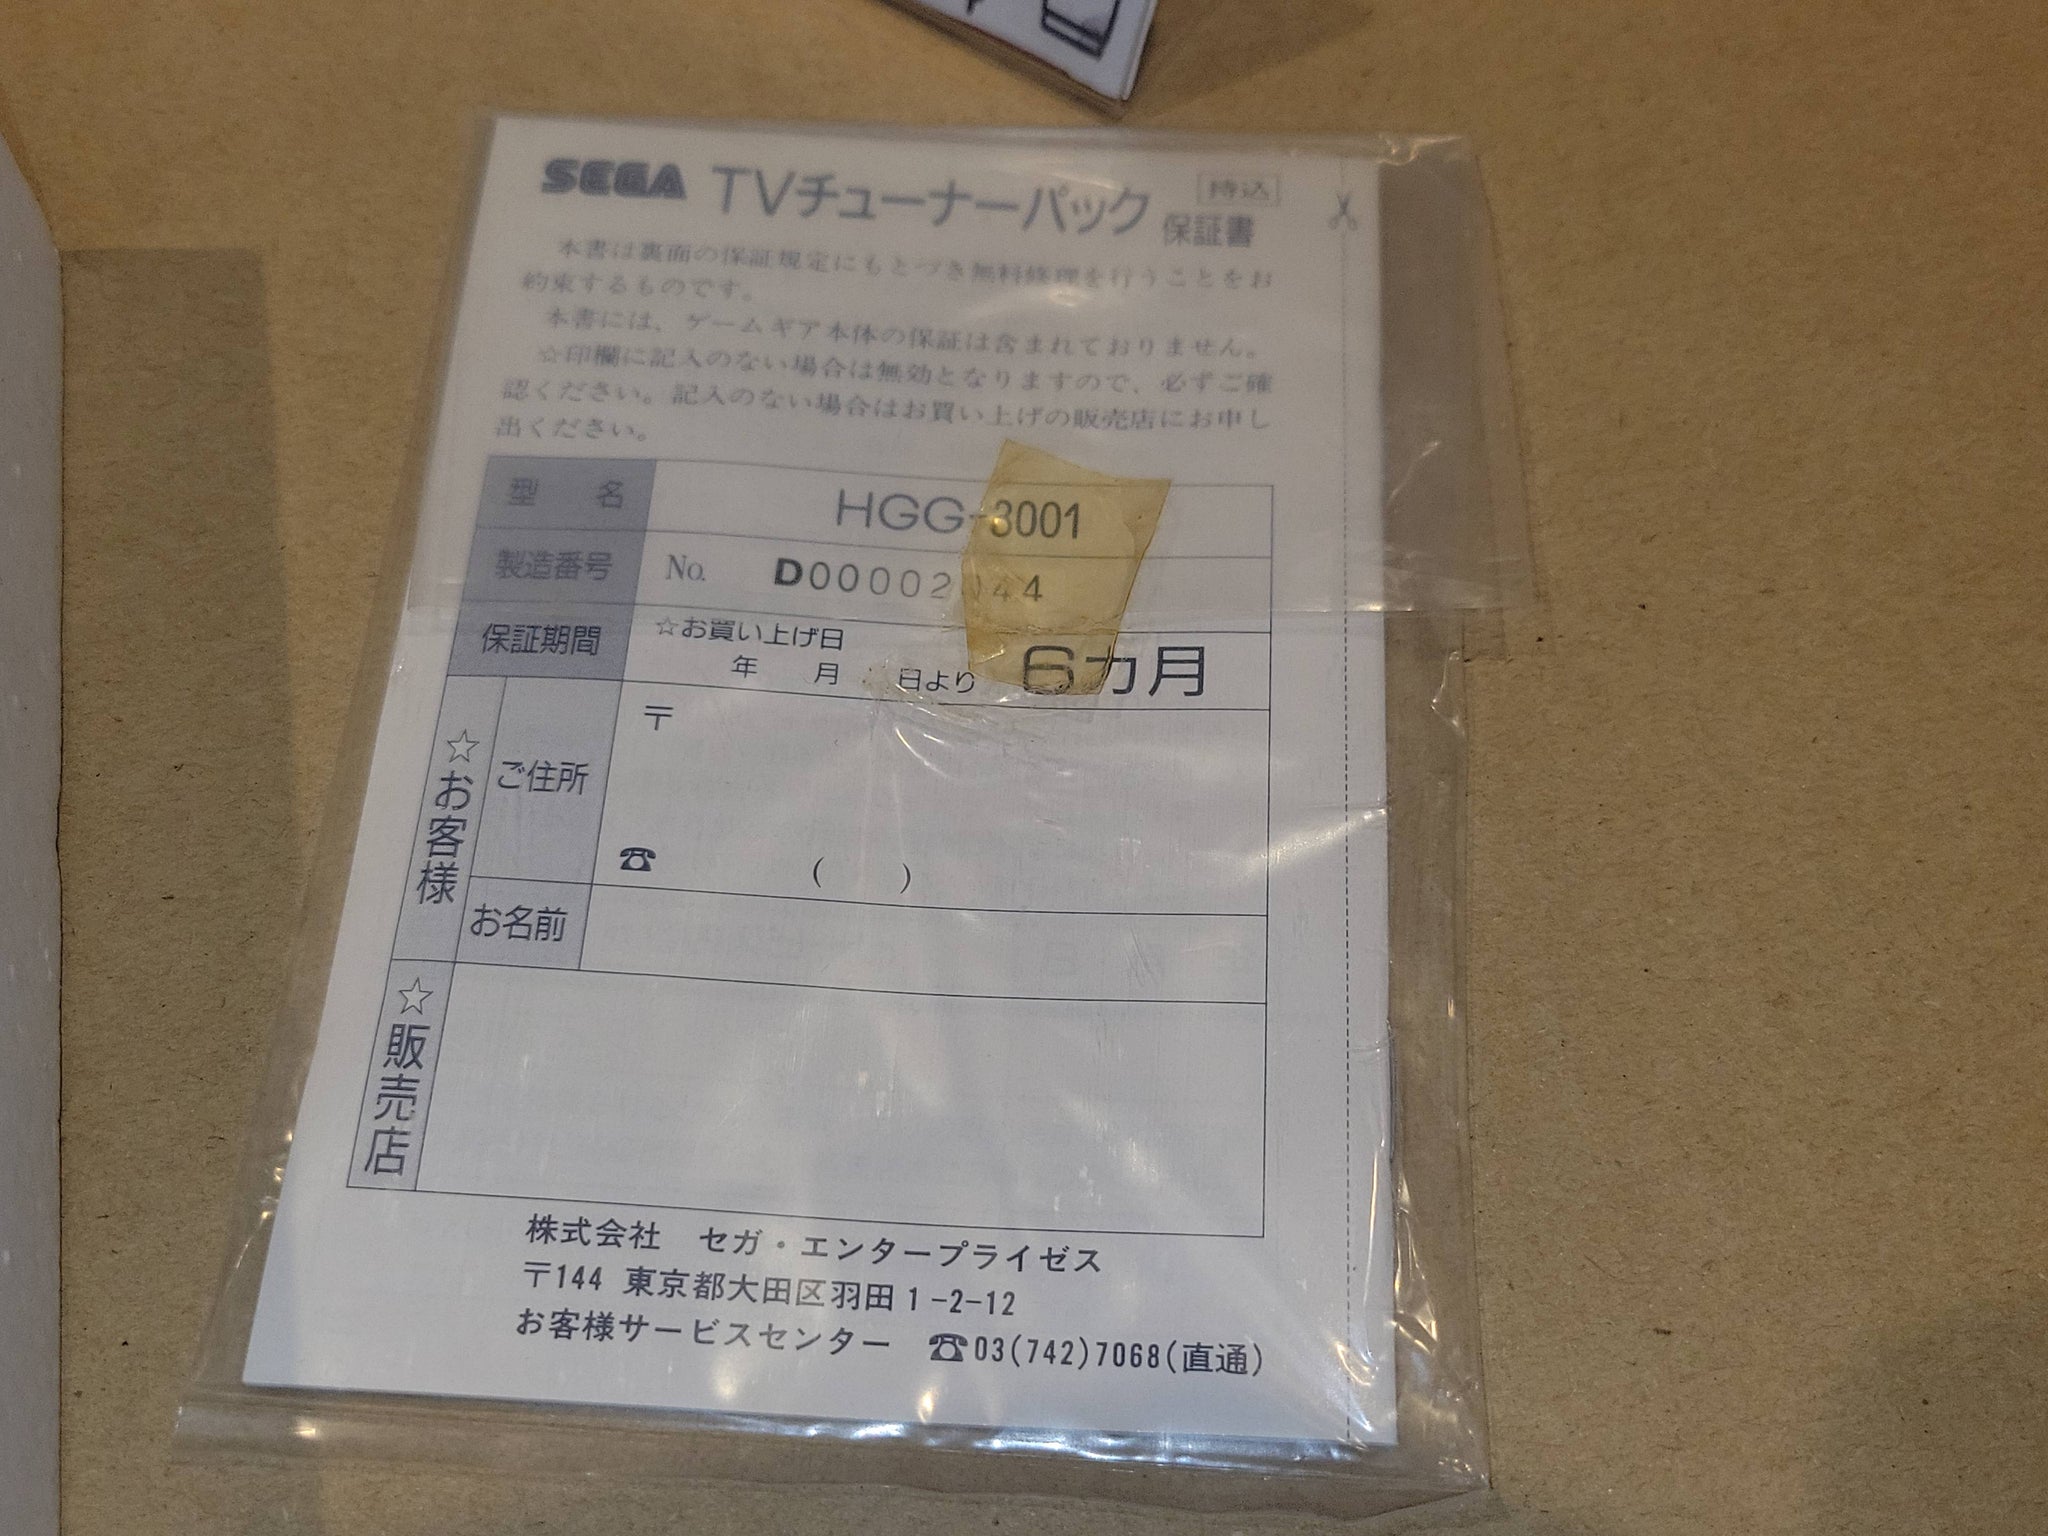 SEGA TVチューナーパック 保証書 持込
本書は裏面の保証規定にもとづき無料修理を行うことをお
約束するものです。
本書には、ゲームギア本体の保証は含まれておりません。
☆印欄に記入のない場合は無効となりますので、必ずご確
認ください。記入のない場合はお買い上げの販売店にお申し
出ください。
型 名 HGG-3001
製造番号 No. D00002044
保証期間 ☆お買い上げ日
年 月 日より 6カ月
☆お客様
ご住所 〒
☎ ( )
お名前
☆販売店
株式会社 セガ・エンタープライゼス
〒144 東京都大田区羽田1-2-12
お客様サービスセンター ☎03(742)7068(直通)